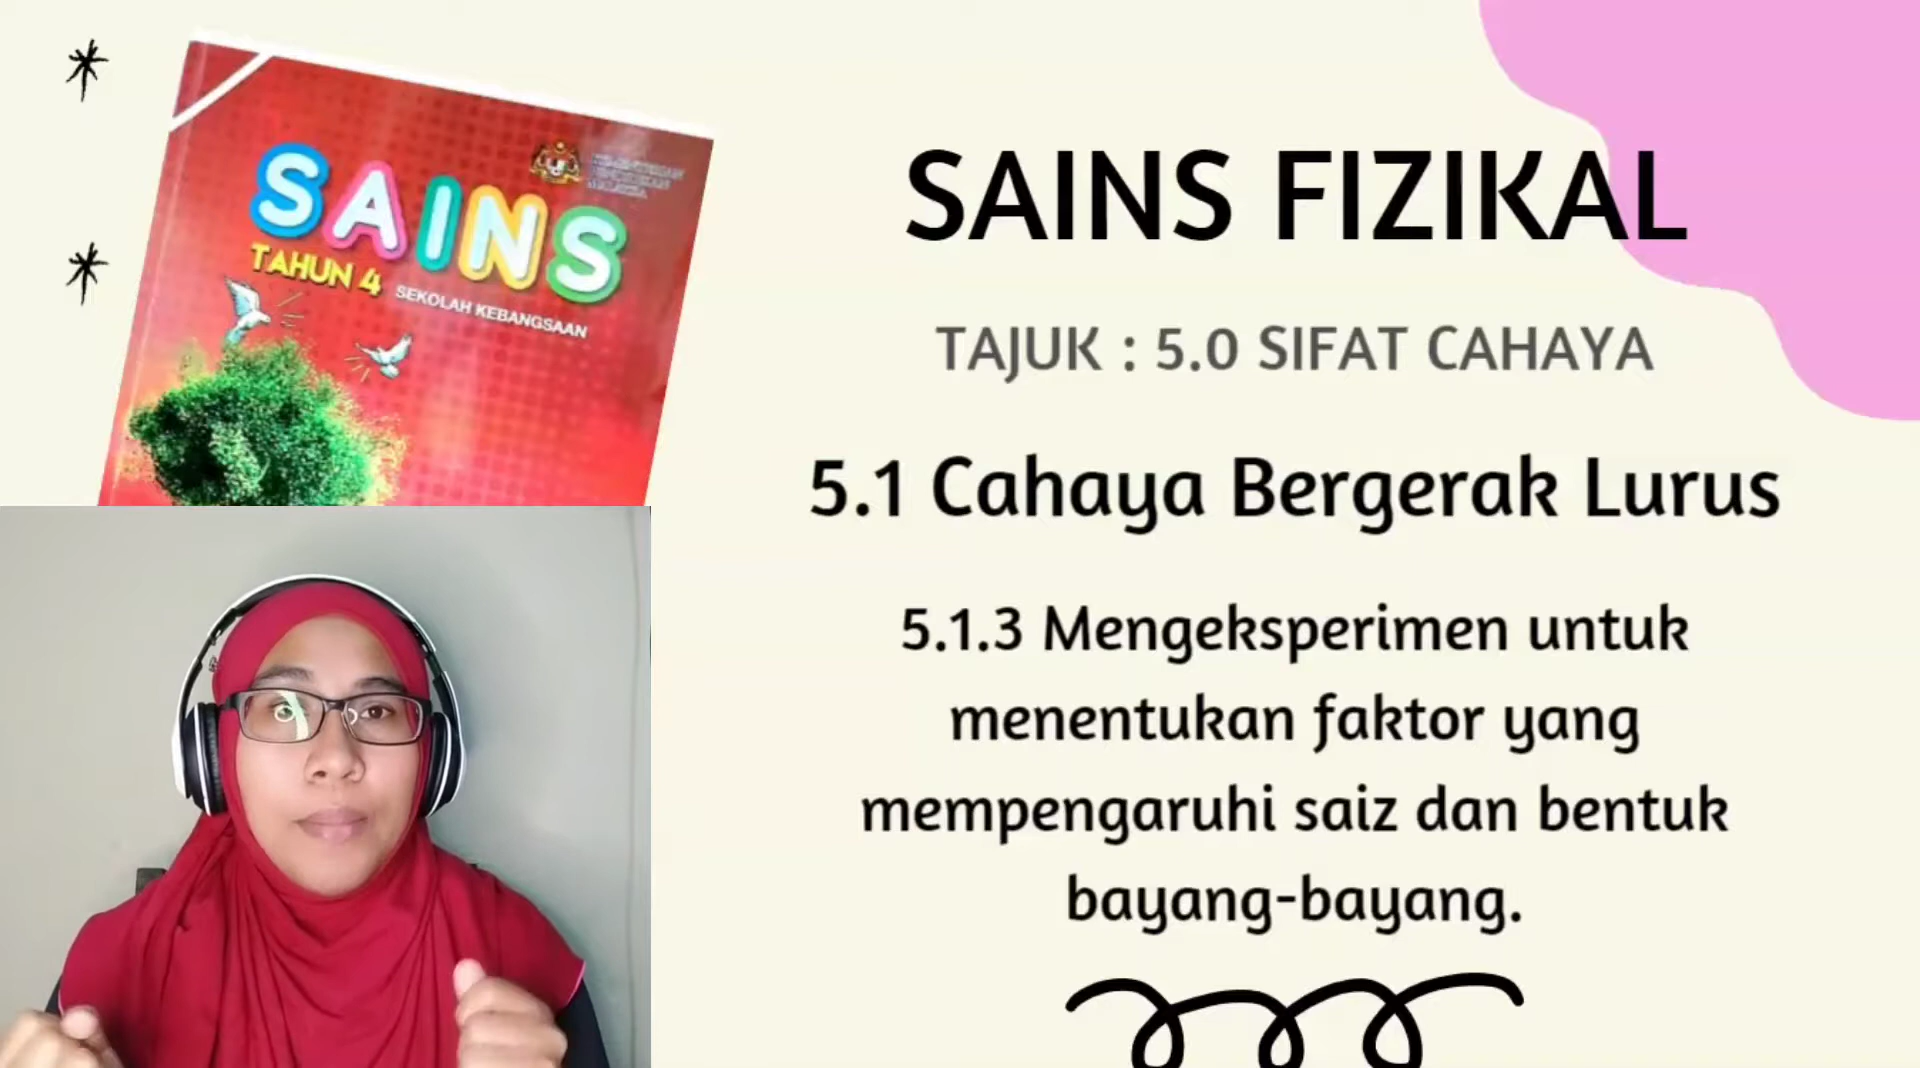 SAINS
TAHUN 4
SEKOLAH KEBANGSAAN
SAINS FIZIKAL
TAJUK : 5.0 SIFAT CAHAYA
5.1 Cahaya Bergerak Lurus
5.1.3 Mengeksperimen untuk
menentukan faktor yang
mempengaruhi saiz dan bentuk
bayang-bayang.